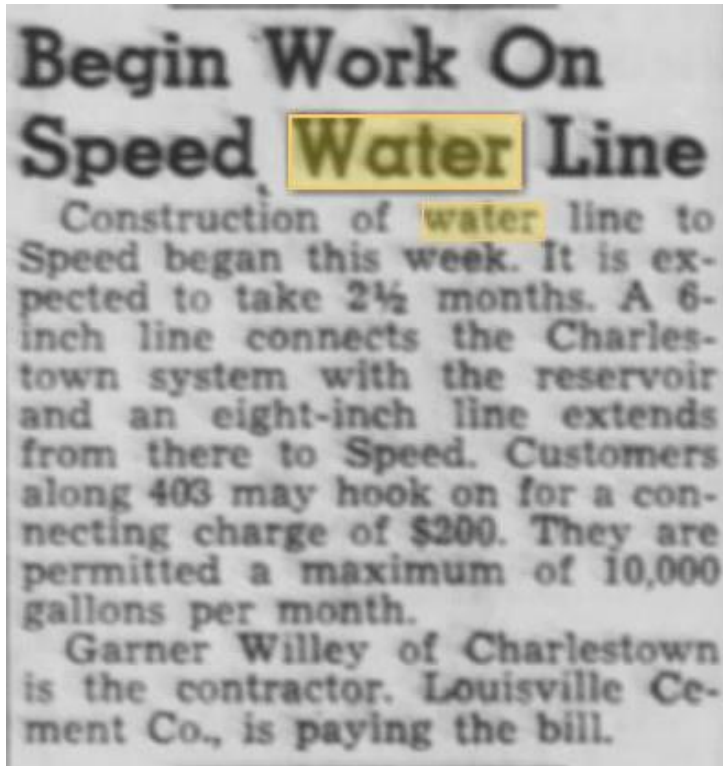 Begin Work On
Speed Water Line
Construction of water line to
Speed began this week. It is ex-
pected to take 2½ months. A 6-
inch line connects the Charles-
town system with the reservoir
and an eight-inch line extends
from there to Speed. Customers
along 403 may hook on for a con-
necting charge of $200. They are
permitted a maximum of 10,000
gallons per month.
Garner Willey of Charlestown
is the contractor. Louisville Ce-
ment Co., is paying the bill.